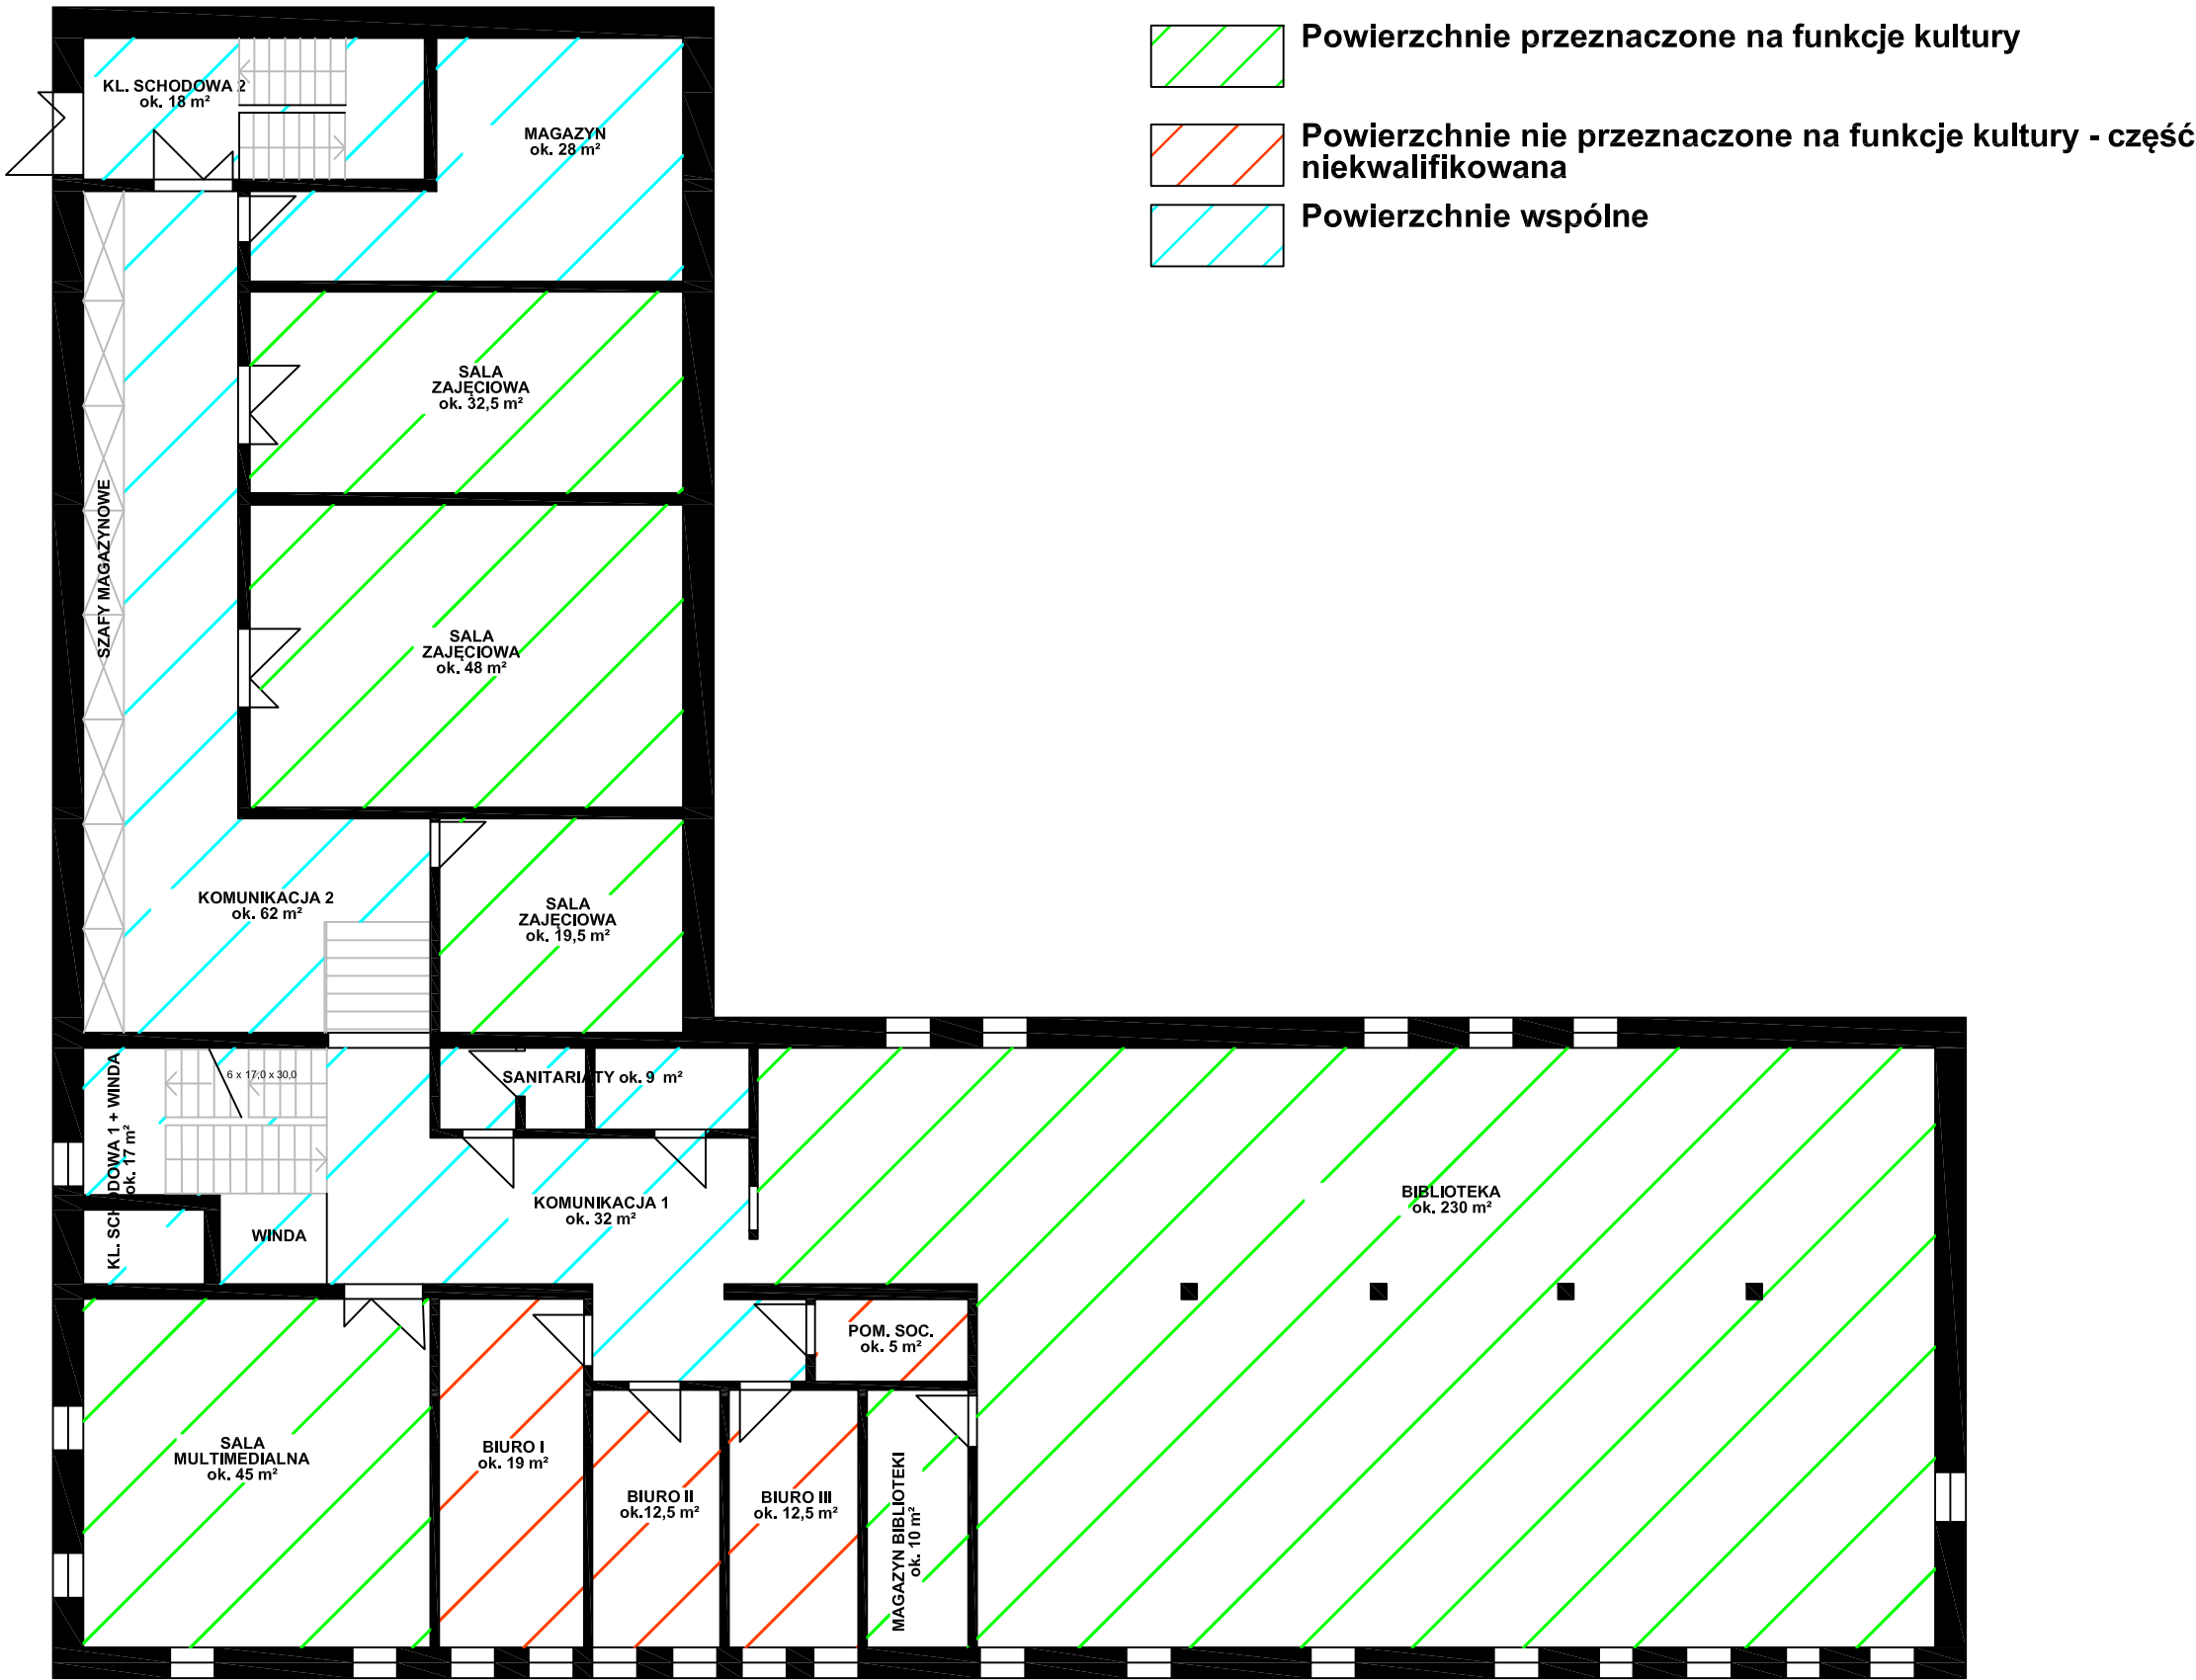 Powierzchnie przeznaczone na funkcje kultury
Powierzchnie nie przeznaczone na funkcje kultury - część
niekwalifikowana
Powierzchnie wspólne
KL. SCHODOWA 2
ok. 18 m²
MAGAZYN
ok. 28 m²
SALA
ZAJĘCIOWA
ok. 32,5 m²
SZAFY MAGAZYNOWE
SALA
ZAJĘCIOWA
ok. 48 m²
KOMUNIKACJA 2
ok. 62 m²
SALA
ZAJĘCIOWA
ok. 19,5 m²
KL. SCHODOWA 1 + WINDA
ok. 17 m²
6 x 17,0 x 30,0
SANITARIATY ok. 9 m²
KOMUNIKACJA 1
ok. 32 m²
BIBLIOTEKA
ok. 230 m²
WINDA
POM. SOC.
ok. 5 m²
SALA
MULTIMEDIALNA
ok. 45 m²
BIURO I
ok. 19 m²
BIURO II
ok.12,5 m²
BIURO III
ok. 12,5 m²
MAGAZYN BIBLIOTEKI
ok. 10 m²